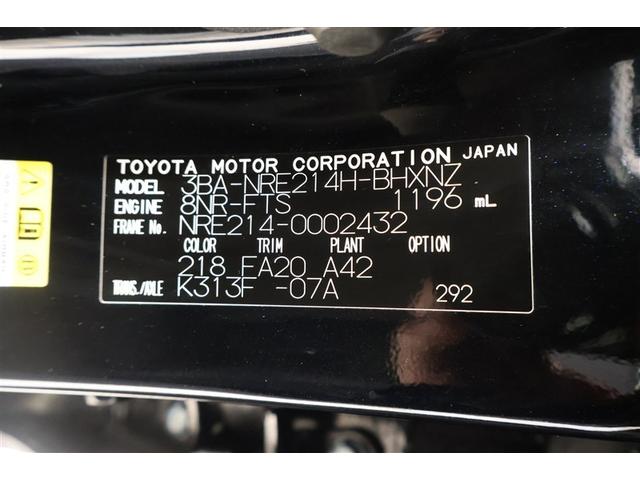 TOYOTA MOTOR CORPORATION JAPAN
MODEL 3BA-NRE214H-BHXNZ
ENGINE 8NR-FTS 1196 mL
FRAME No. NRE214-0002432
COLOR TRIM PLANT OPTION
218 FA20 A42
TRANS./AXLE K313F -07A 292